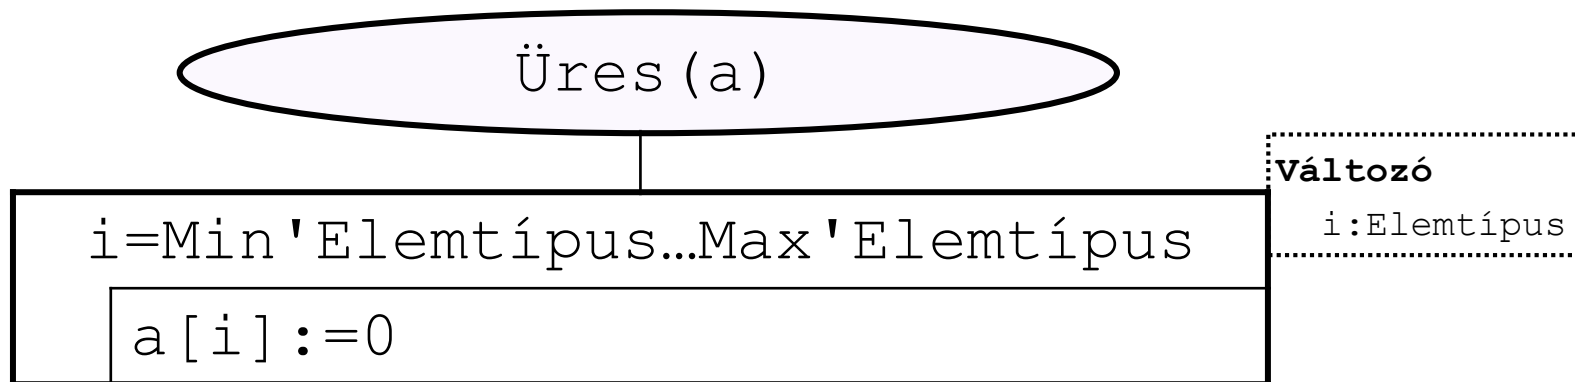 Üres(a)
Változó
i:Elemtípus
i=Min'Elemtípus…Max'Elemtípus
a[i]:=0